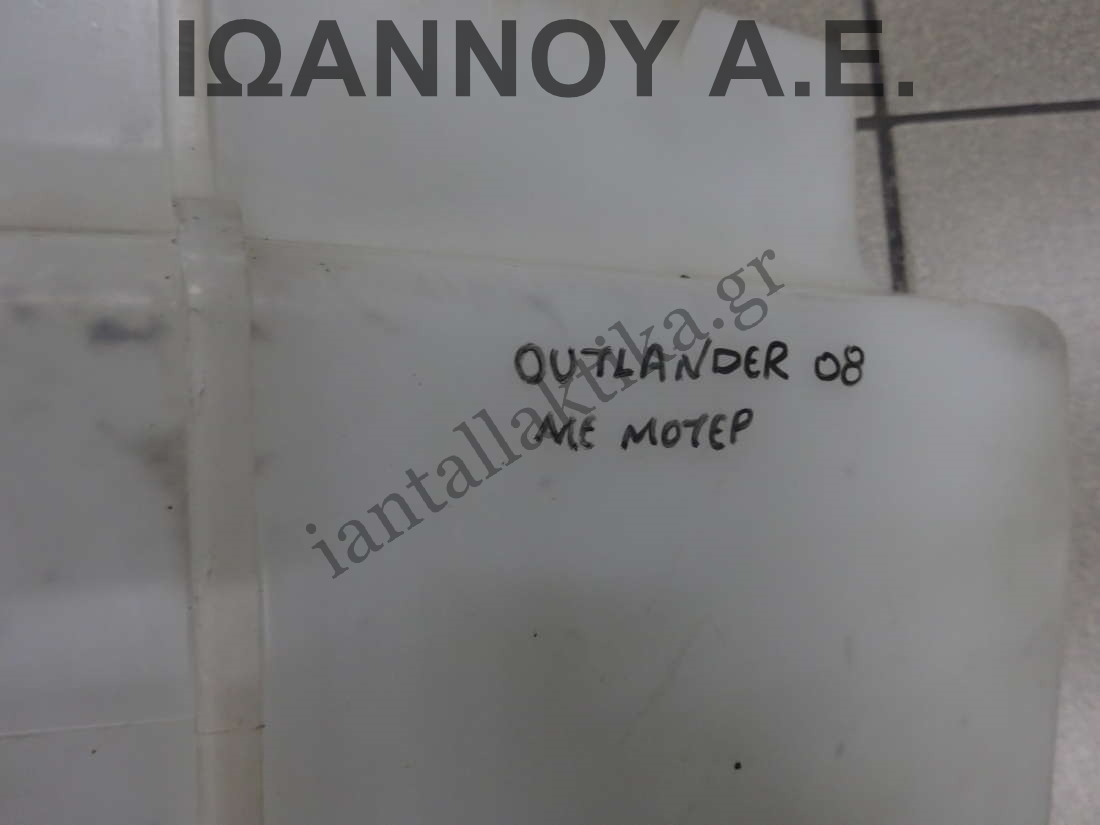 ΙΩΑΝΝΟΥ Α.Ε.
iantallaktika.gr
OUTLANDER 08
ΜΕ ΜΟΤΕΡ